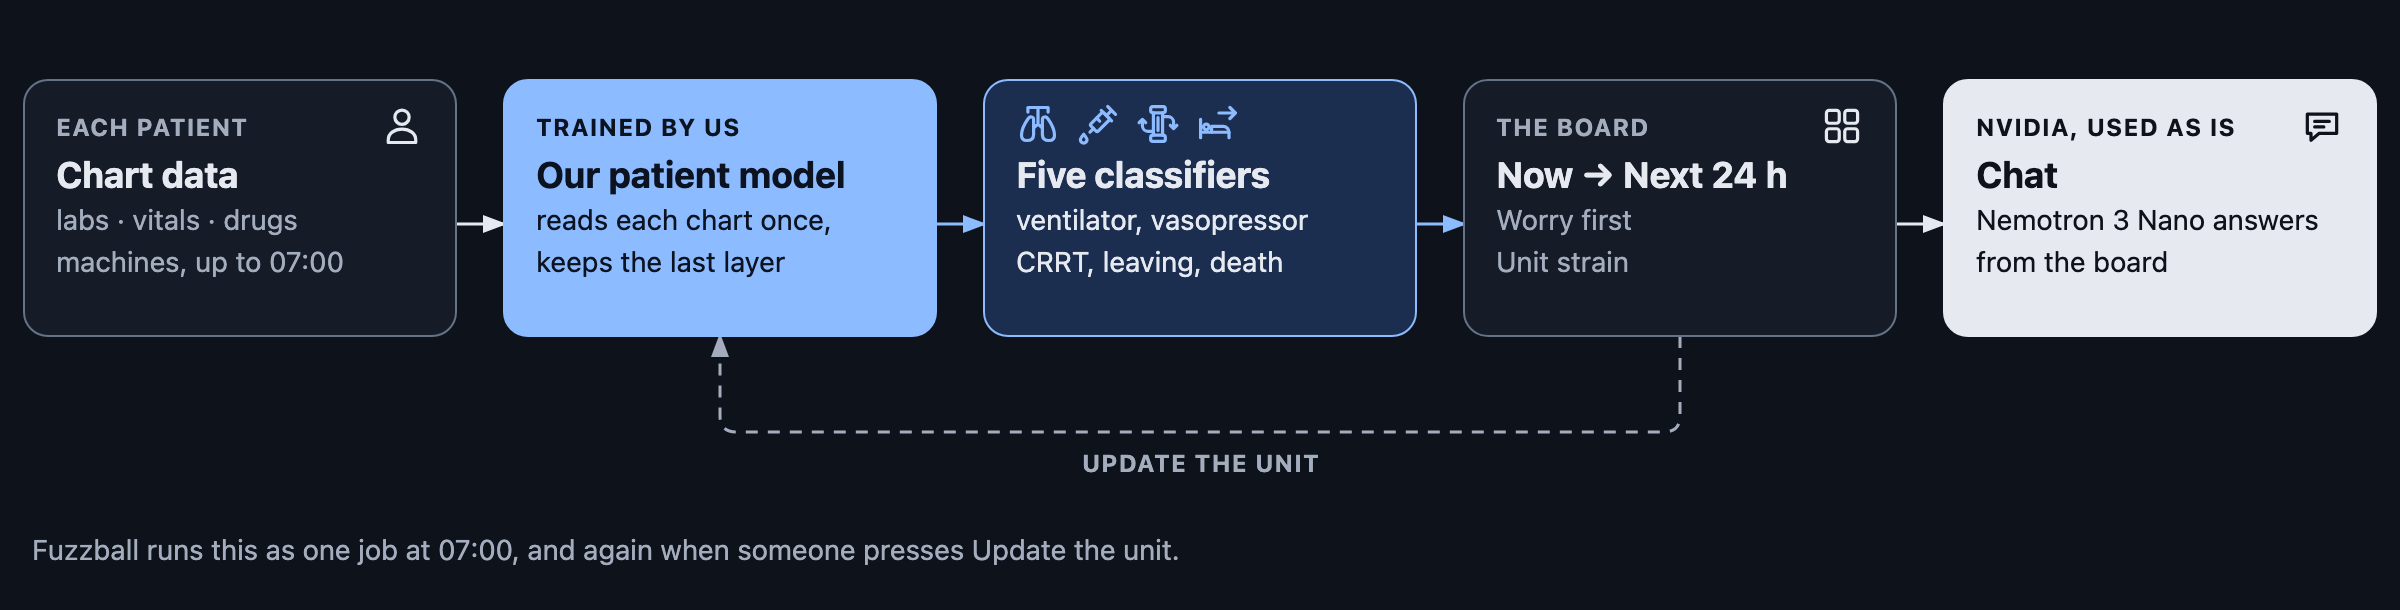 EACH PATIENT
Chart data
labs · vitals · drugs
machines, up to 07:00
TRAINED BY US
Our patient model
reads each chart once,
keeps the last layer
Five classifiers
ventilator, vasopressor
CRRT, leaving, death
THE BOARD
Now → Next 24 h
Worry first
Unit strain
NVIDIA, USED AS IS
Chat
Nemotron 3 Nano answers
from the board
UPDATE THE UNIT
Fuzzball runs this as one job at 07:00, and again when someone presses Update the unit.